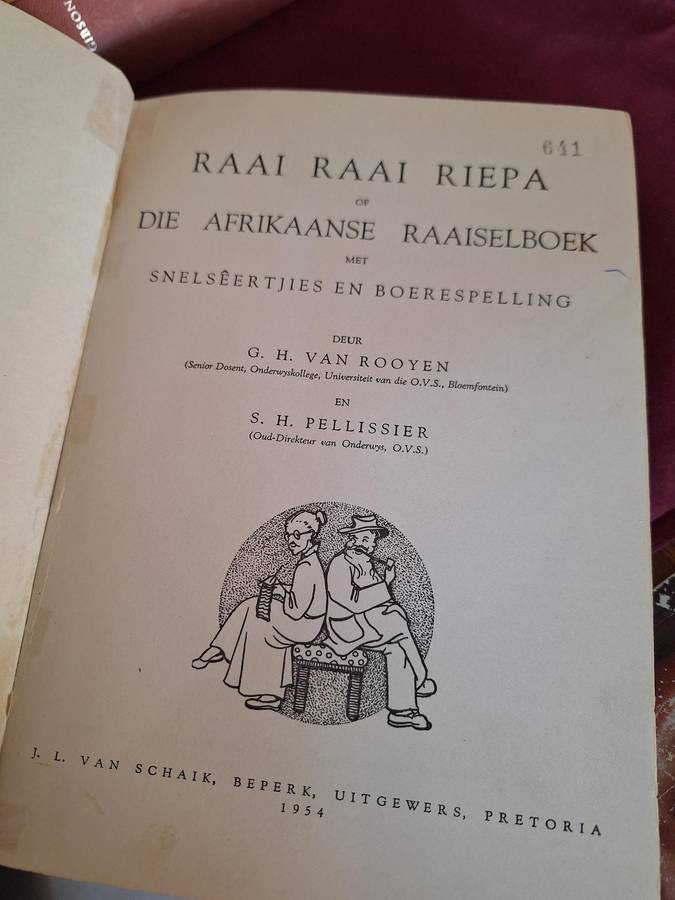 GIBSON
641
RAAI RAAI RIEPA
OF
DIE AFRIKAANSE RAAISELBOEK
MET
SNELSÊERTJIES EN BOERESPELLING
DEUR
G. H. VAN ROOYEN
(Senior Dosent, Onderwyskollege, Universiteit van die O.V.S., Bloemfontein)
EN
S. H. PELLISSIER
(Oud-Direkteur van Onderwys, O.V.S.)
J. L. VAN SCHAIK, BEPERK, UITGEWERS, PRETORIA
1954